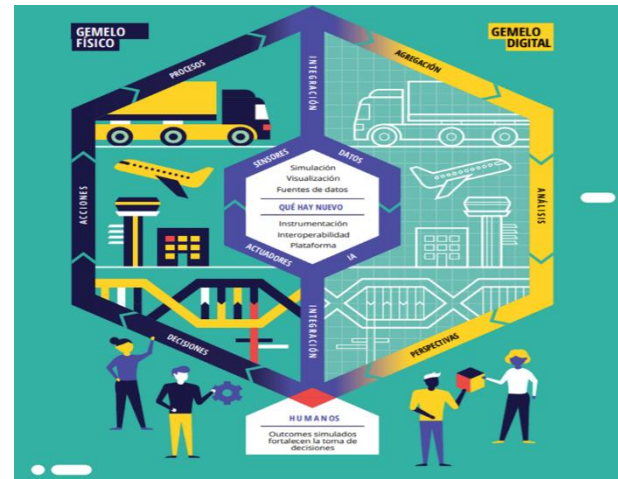 GEMELO
FÍSICO
GEMELO
DIGITAL
PROCESOS
INTEGRACIÓN
AGREGACIÓN
SENSORES
DATOS
Simulación
Visualización
Fuentes de datos
QUÉ HAY NUEVO
Instrumentación
Interoperabilidad
Plataforma
ACCIONES
ANÁLISIS
ACTUADORES
IA
INTEGRACIÓN
DECISIONES
PERSPECTIVAS
HUMANOS
Outcomes simulados
fortalecen la toma de
decisiones